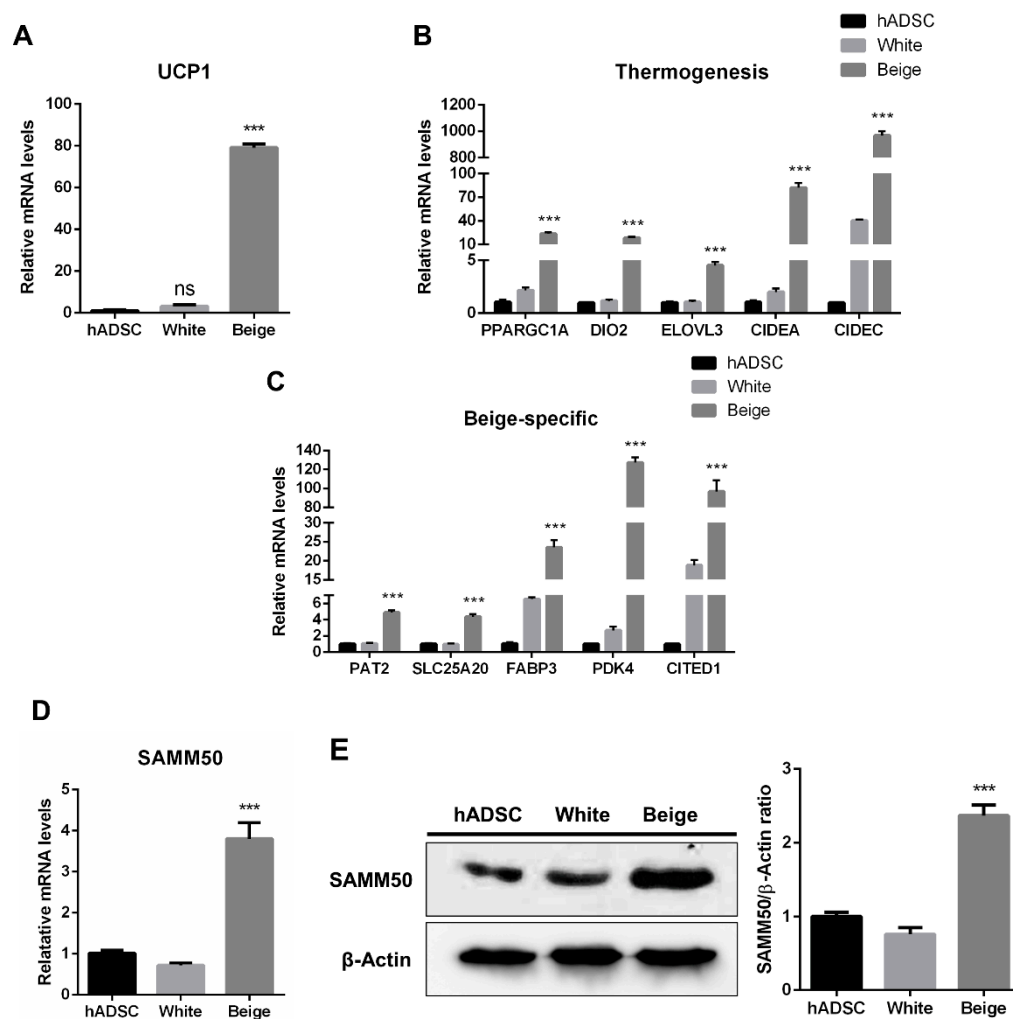 A
UCP1
Relative mRNA levels
100
80
60
40
20
0
ns
***
hADSC White Beige
B
hADSC
White
Beige
Thermogenesis
Relative mRNA levels
1200
1000
800
100
70
40
10
5
0
*** *** *** *** ***
PPARGC1A DIO2 ELOVL3 CIDEA CIDEC
C
hADSC
White
Beige
Beige-specific
Relative mRNA levels
140
120
100
80
30
25
20
15
6
4
2
0
*** *** *** *** ***
PAT2 SLC25A20 FABP3 PDK4 CITED1
D
SAMM50
Relatative mRNA levels
5
4
3
2
1
0
***
hADSC White Beige
E
hADSC White Beige
SAMM50
β-Actin
SAMM50/β-Actin ratio
3
2
1
0
***
hADSC White Beige